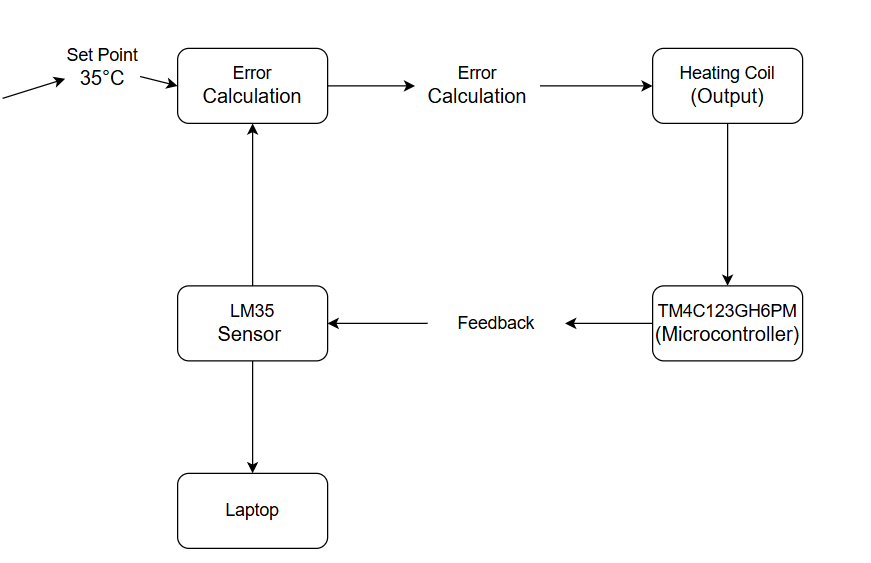 Set Point
35°C
Error
Calculation
Error
Calculation
Heating Coil
(Output)
LM35
Sensor
Feedback
TM4C123GH6PM
(Microcontroller)
Laptop